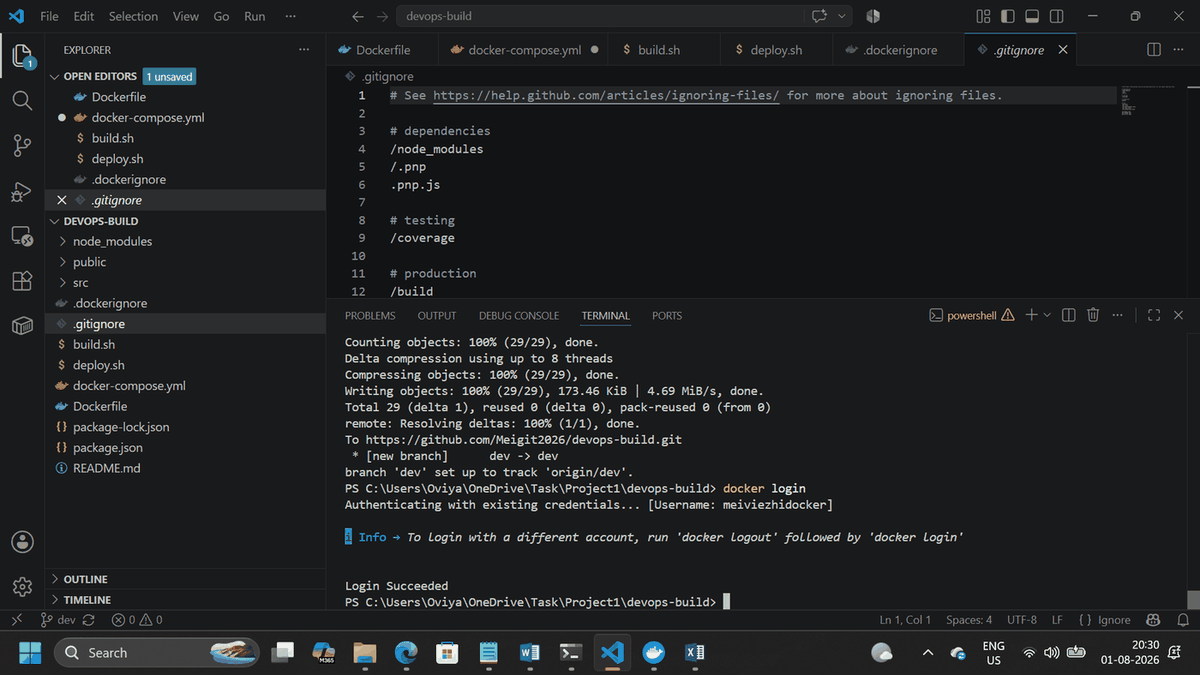 File Edit Selection View Go Run ···
devops-build
EXPLORER
OPEN EDITORS 1 unsaved
Dockerfile
docker-compose.yml
$ build.sh
$ deploy.sh
.dockerignore
.gitignore
DEVOPS-BUILD
node_modules
public
src
.dockerignore
.gitignore
$ build.sh
$ deploy.sh
docker-compose.yml
Dockerfile
{} package-lock.json
{} package.json
README.md
OUTLINE
TIMELINE
Dockerfile docker-compose.yml $ build.sh $ deploy.sh .dockerignore .gitignore
.gitignore
1 # See https://help.github.com/articles/ignoring-files/ for more about ignoring files.
2
3 # dependencies
4 /node_modules
5 /.pnp
6 .pnp.js
7
8 # testing
9 /coverage
10
11 # production
12 /build
PROBLEMS OUTPUT DEBUG CONSOLE TERMINAL PORTS
powershell
Counting objects: 100% (29/29), done.
Delta compression using up to 8 threads
Compressing objects: 100% (29/29), done.
Writing objects: 100% (29/29), 173.46 KiB | 4.69 MiB/s, done.
Total 29 (delta 1), reused 0 (delta 0), pack-reused 0 (from 0)
remote: Resolving deltas: 100% (1/1), done.
To https://github.com/Meigit2026/devops-build.git
* [new branch] dev -> dev
branch 'dev' set up to track 'origin/dev'.
PS C:\Users\Oviya\OneDrive\Task\Project1\devops-build> docker login
Authenticating with existing credentials... [Username: meiviezhidocker]
i Info → To login with a different account, run 'docker logout' followed by 'docker login'
Login Succeeded
PS C:\Users\Oviya\OneDrive\Task\Project1\devops-build>
dev 0 0 Ln 1, Col 1 Spaces: 4 UTF-8 LF {} Ignore
Search
M365
ENG
US
20:30
01-08-2026
1